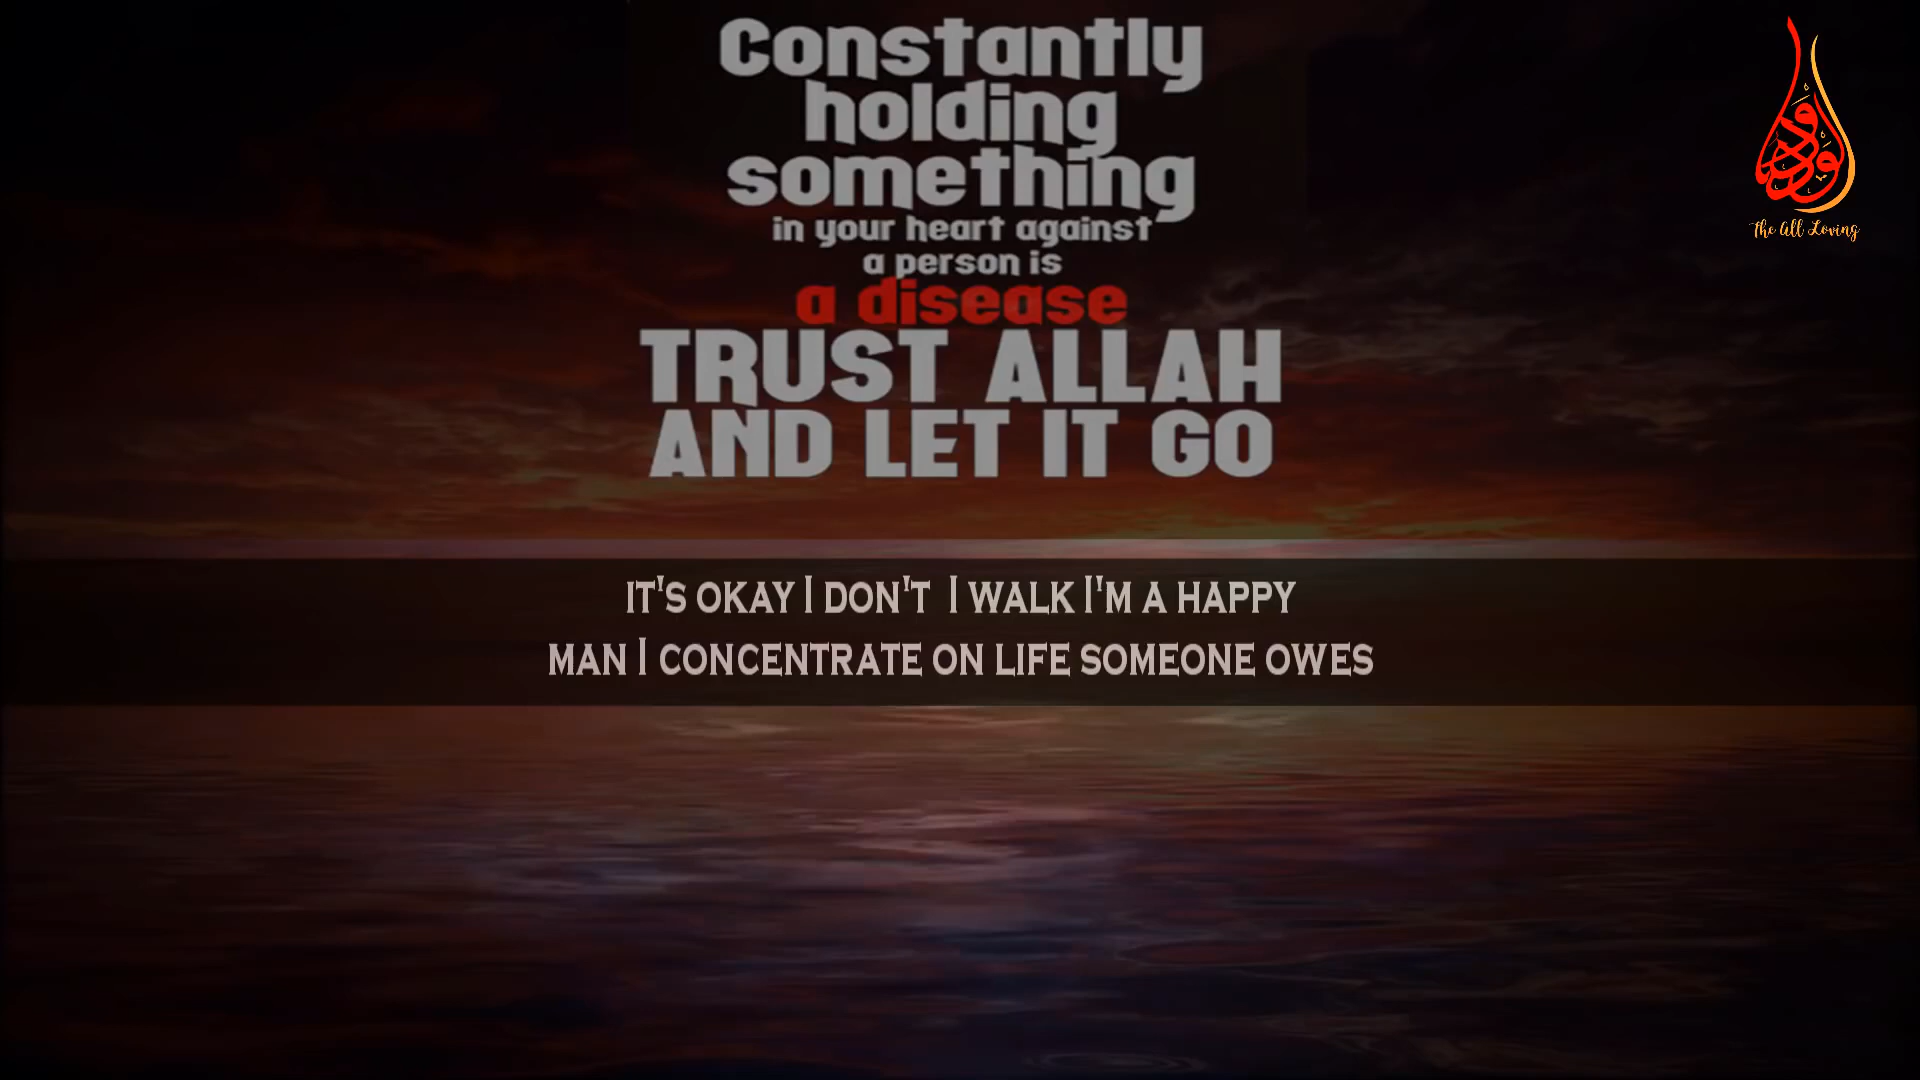 Constantly
holding
something
in your heart against
a person is
a disease
TRUST ALLAH
AND LET IT GO
The All Loving
IT'S OKAY I DON'T I WALK I'M A HAPPY
MAN I CONCENTRATE ON LIFE SOMEONE OWES